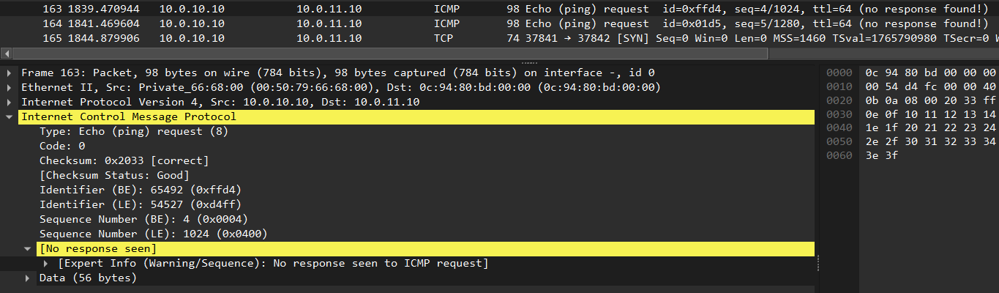 163 1839.470944 10.0.10.10 10.0.11.10 ICMP 98 Echo (ping) request id=0xffd4, seq=4/1024, ttl=64 (no response found!)
164 1841.469604 10.0.10.10 10.0.11.10 ICMP 98 Echo (ping) request id=0x01d5, seq=5/1280, ttl=64 (no response found!)
165 1844.879906 10.0.10.10 10.0.11.10 TCP 74 37841 → 37842 [SYN] Seq=0 Win=0 Len=0 MSS=1460 TSval=1765790980 TSecr=0 W
Frame 163: Packet, 98 bytes on wire (784 bits), 98 bytes captured (784 bits) on interface -, id 0
Ethernet II, Src: Private_66:68:00 (00:50:79:66:68:00), Dst: 0c:94:80:bd:00:00 (0c:94:80:bd:00:00)
Internet Protocol Version 4, Src: 10.0.10.10, Dst: 10.0.11.10
Internet Control Message Protocol
Type: Echo (ping) request (8)
Code: 0
Checksum: 0x2033 [correct]
[Checksum Status: Good]
Identifier (BE): 65492 (0xffd4)
Identifier (LE): 54527 (0xd4ff)
Sequence Number (BE): 4 (0x0004)
Sequence Number (LE): 1024 (0x0400)
[No response seen]
[Expert Info (Warning/Sequence): No response seen to ICMP request]
Data (56 bytes)
0000 0c 94 80 bd 00 00 00
0010 00 54 d4 fc 00 00 40
0020 0b 0a 08 00 20 33 ff
0030 0e 0f 10 11 12 13 14
0040 1e 1f 20 21 22 23 24
0050 2e 2f 30 31 32 33 34
0060 3e 3f